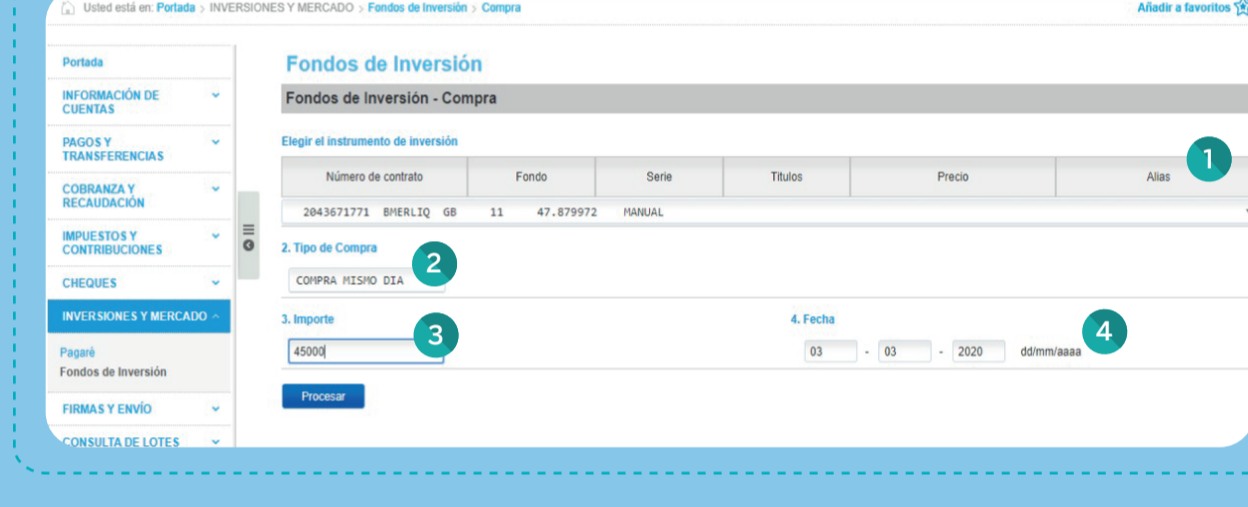 Usted está en: Portada > INVERSIONES Y MERCADO > Fondos de Inversión > Compra
Añadir a favoritos
Portada
INFORMACIÓN DE
CUENTAS
PAGOS Y
TRANSFERENCIAS
COBRANZA Y
RECAUDACIÓN
IMPUESTOS Y
CONTRIBUCIONES
CHEQUES
INVERSIONES Y MERCADO
Pagaré
Fondos de Inversión
FIRMAS Y ENVÍO
CONSULTA DE LOTES
Fondos de Inversión
Fondos de Inversión - Compra
Elegir el instrumento de inversión
1
Número de contrato Fondo Serie Titulos Precio Alias
2043671771 BMERLIQ GB 11 47.879972 MANUAL
2. Tipo de Compra
2
COMPRA MISMO DIA
3. Importe
3
45000
4. Fecha
4
03 - 03 - 2020 dd/mm/aaaa
Procesar